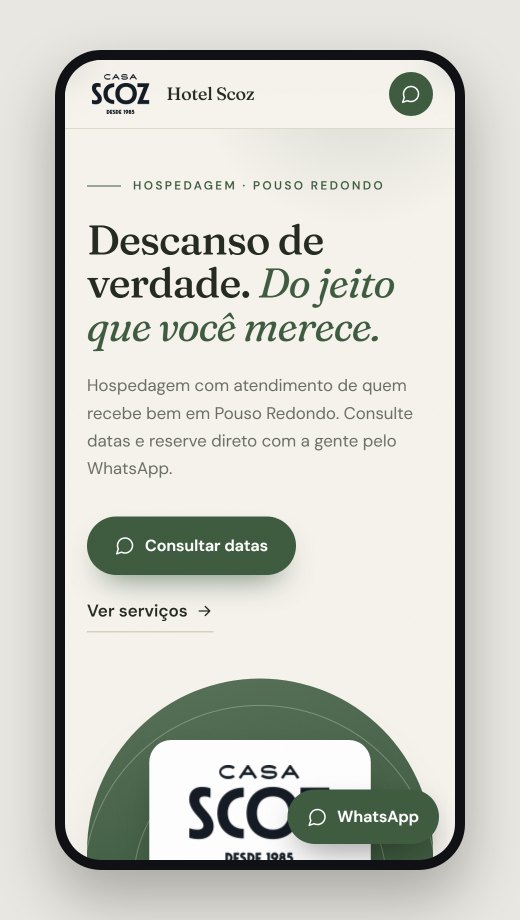 CASA
SCOZ
DESDE 1985
Hotel Scoz
HOSPEDAGEM · POUSO REDONDO
Descanso de
verdade. Do jeito
que você merece.
Hospedagem com atendimento de quem
recebe bem em Pouso Redondo. Consulte
datas e reserve direto com a gente pelo
WhatsApp.
Consultar datas
Ver serviços →
CASA
SCOZ
DESDE 1985
WhatsApp